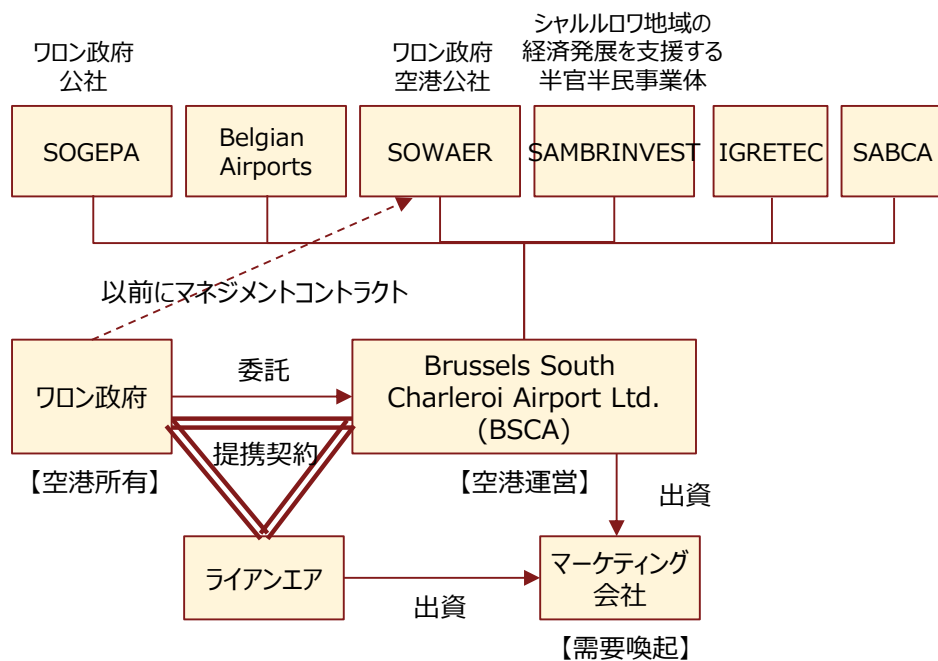 ワロン政府
公社
ワロン政府
空港公社
シャルルロワ地域の
経済発展を支援する
半官半民事業体
SOGEPA
Belgian
Airports
SOWAER
SAMBRINVEST
IGRETEC
SABCA
以前にマネジメントコントラクト
ワロン政府
委託
Brussels South
Charleroi Airport Ltd.
(BSCA)
提携契約
【空港所有】
【空港運営】
出資
ライアンエア
出資
マーケティング
会社
【需要喚起】